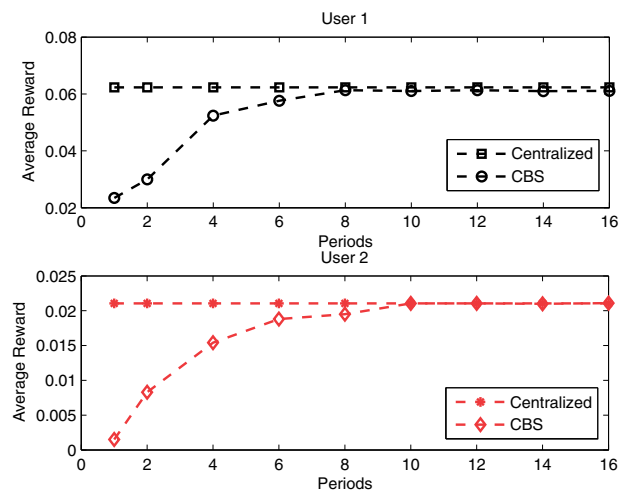 User 1
Average Reward
0.08
0.06
0.04
0.02
0 2 4 6 8 10 12 14 16
Periods
Centralized
CBS
User 2
Average Reward
0.025
0.02
0.015
0.01
0.005
0
0 2 4 6 8 10 12 14 16
Periods
Centralized
CBS